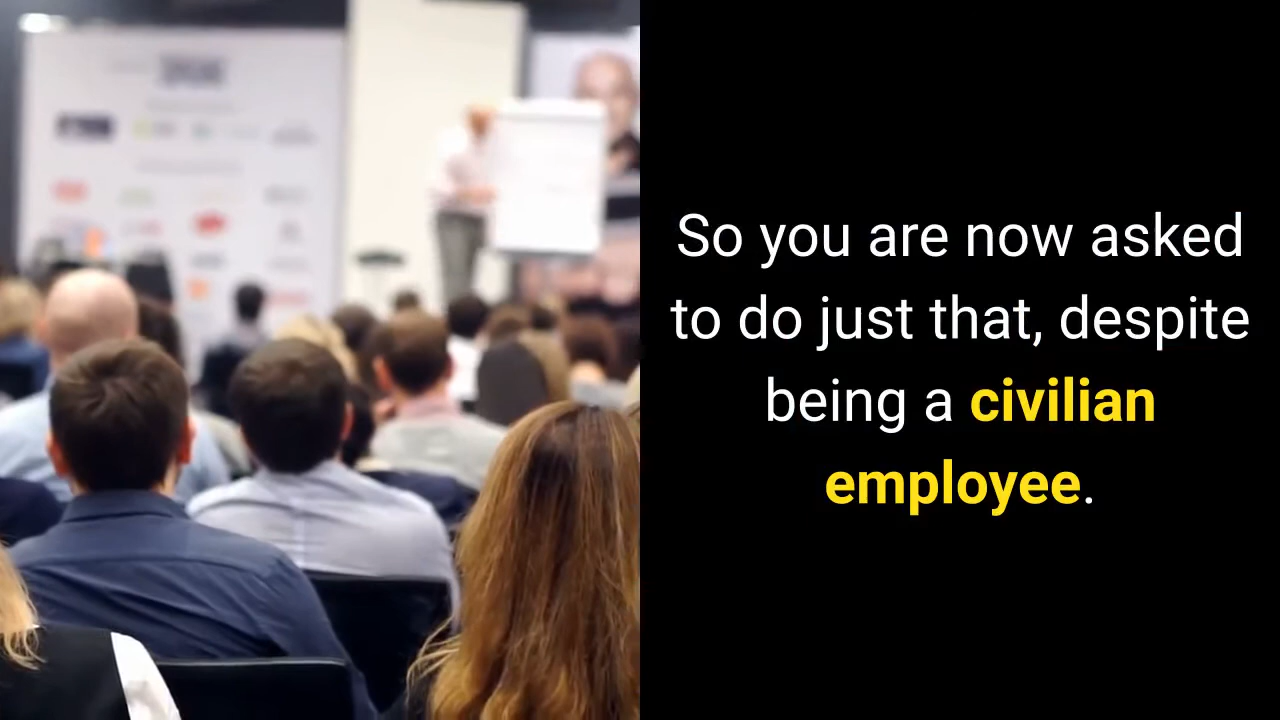 So you are now asked
to do just that, despite
being a civilian
employee.